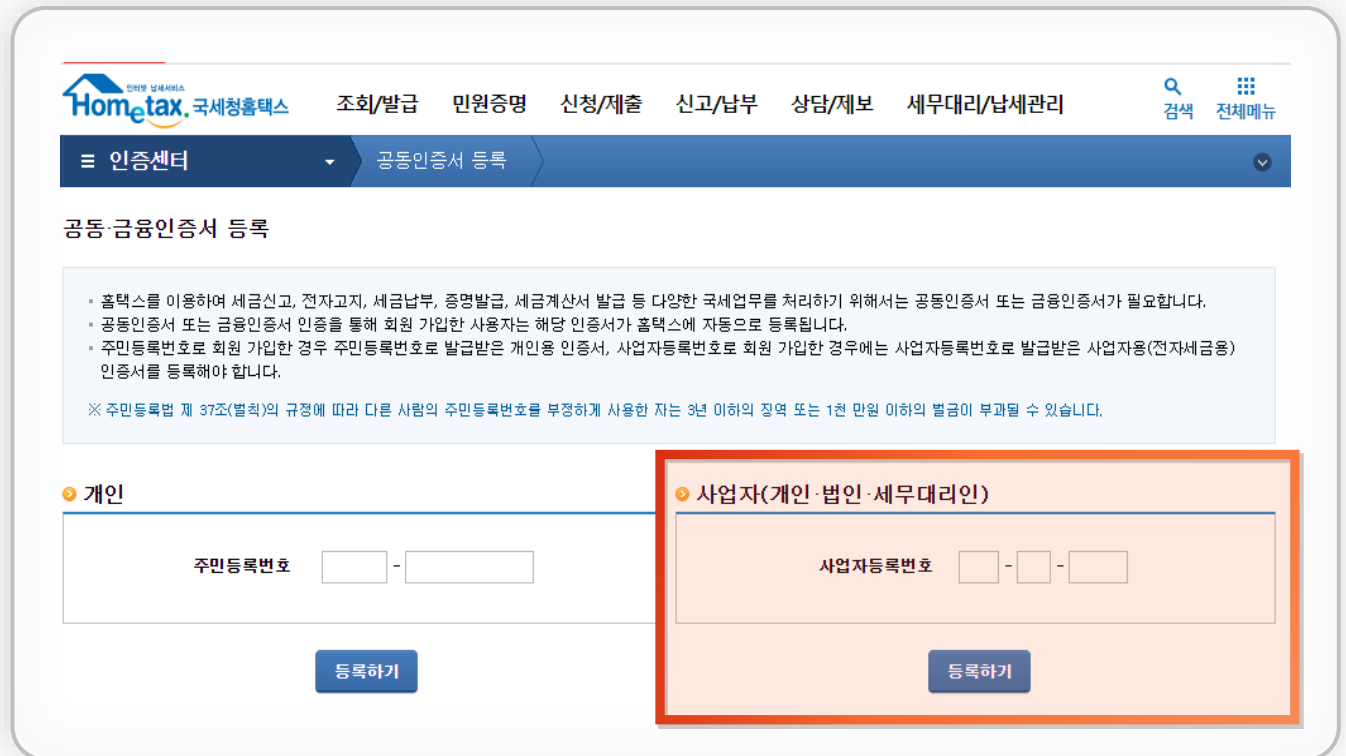 인터넷 납세서비스
Hometax. 국세청홈택스
조회/발급 민원증명 신청/제출 신고/납부 상담/제보 세무대리/납세관리
검색 전체메뉴
인증센터 공동인증서 등록
공동·금융인증서 등록
홈택스를 이용하여 세금신고, 전자고지, 세금납부, 증명발급, 세금계산서 발급 등 다양한 국세업무를 처리하기 위해서는 공동인증서 또는 금융인증서가 필요합니다.
공동인증서 또는 금융인증서 인증을 통해 회원 가입한 사용자는 해당 인증서가 홈택스에 자동으로 등록됩니다.
주민등록번호로 회원 가입한 경우 주민등록번호로 발급받은 개인용 인증서, 사업자등록번호로 회원 가입한 경우에는 사업자등록번호로 발급받은 사업자용(전자세금용)
인증서를 등록해야 합니다.
※ 주민등록법 제 37조(벌칙)의 규정에 따라 다른 사람의 주민등록번호를 부정하게 사용한 자는 3년 이하의 징역 또는 1천 만원 이하의 벌금이 부과될 수 있습니다.
개인
주민등록번호 -
등록하기
사업자(개인·법인·세무대리인)
사업자등록번호 - -
등록하기